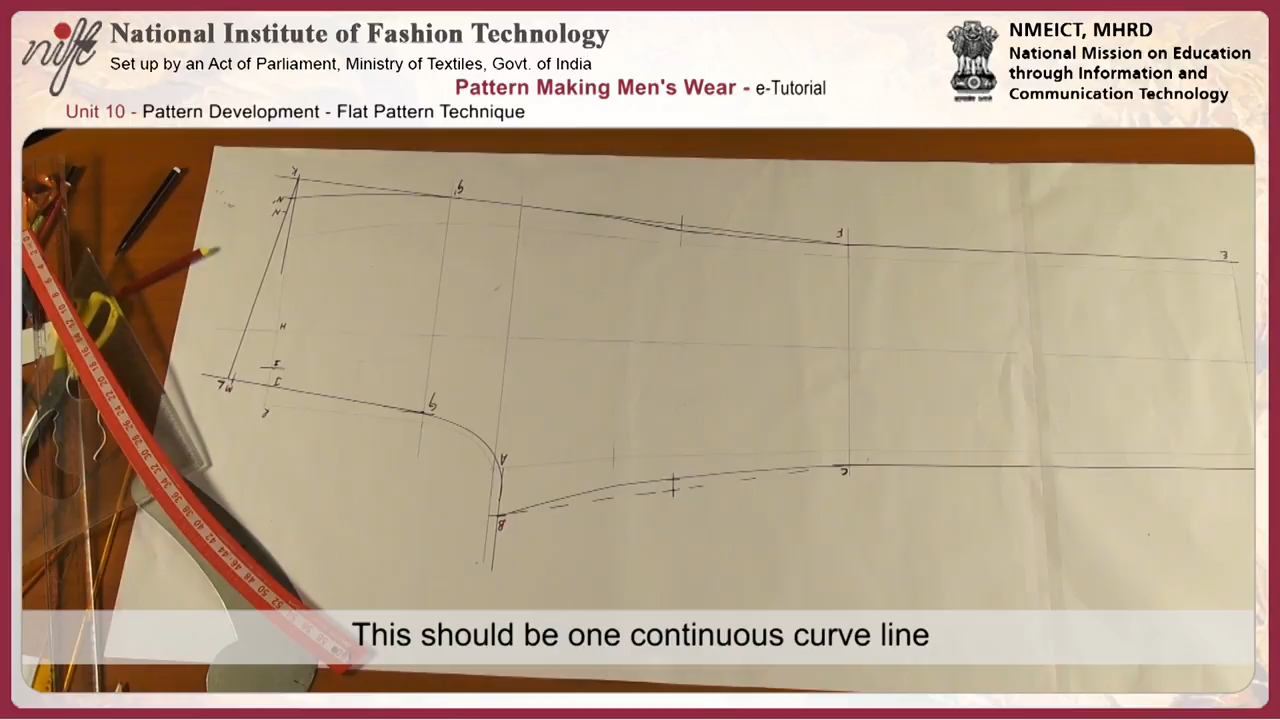 nift
National Institute of Fashion Technology
Set up by an Act of Parliament, Ministry of Textiles, Govt. of India
Pattern Making Men's Wear - e-Tutorial
Unit 10 - Pattern Development - Flat Pattern Technique
NMEICT, MHRD
National Mission on Education
through Information and
Communication Technology
K
N
H
M
A
B
C
F
E
This should be one continuous curve line